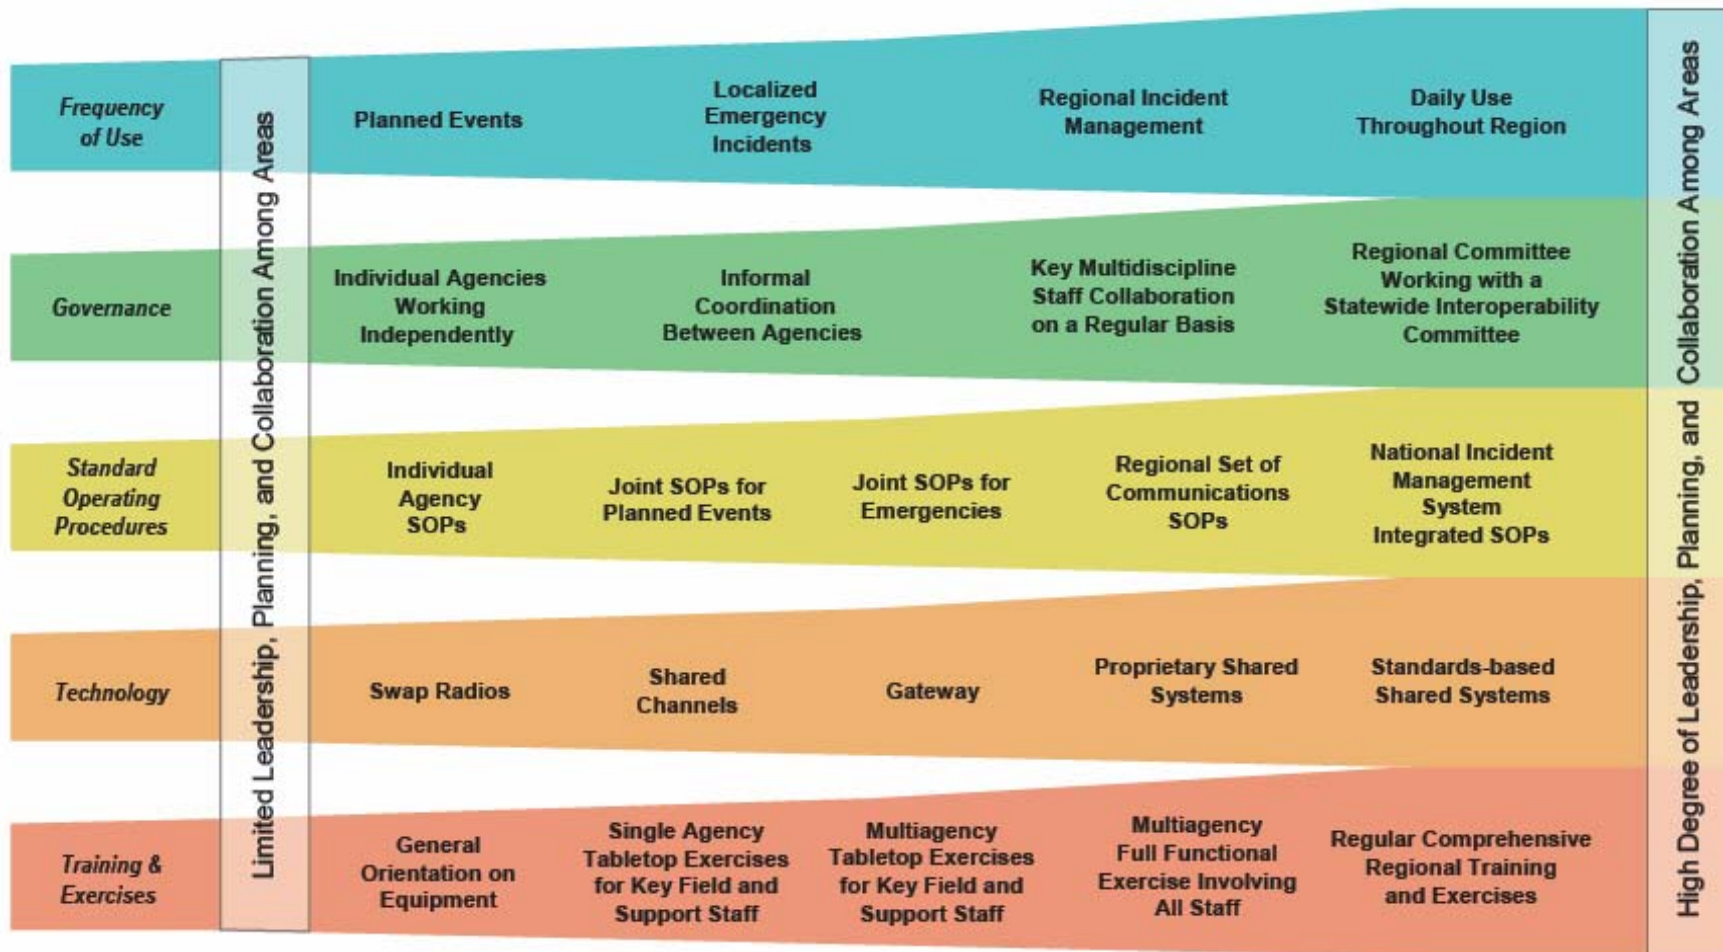 Frequency
of Use
Planned Events
Localized
Emergency
Incidents
Regional Incident
Management
Daily Use
Throughout Region
Governance
Individual Agencies
Working
Independently
Informal
Coordination
Between Agencies
Key Multidiscipline
Staff Collaboration
on a Regular Basis
Regional Committee
Working with a
Statewide Interoperability
Committee
Standard
Operating
Procedures
Individual
Agency
SOPs
Joint SOPs for
Planned Events
Joint SOPs for
Emergencies
Regional Set of
Communications
SOPs
National Incident
Management
System
Integrated SOPs
Technology
Swap Radios
Shared
Channels
Gateway
Proprietary Shared
Systems
Standards-based
Shared Systems
Training &
Exercises
General
Orientation on
Equipment
Single Agency
Tabletop Exercises
for Key Field and
Support Staff
Multiagency
Tabletop Exercises
for Key Field and
Support Staff
Multiagency
Full Functional
Exercise Involving
All Staff
Regular Comprehensive
Regional Training
and Exercises
Limited Leadership, Planning, and Collaboration Among Areas
High Degree of Leadership, Planning, and Collaboration Among Areas